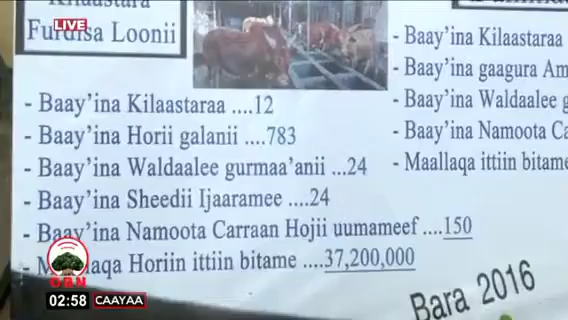 LIVE
Kilaastara
Furdisa Loonii
- Baay'ina Kilaastaraa ....12
- Baay'ina Horii galanii ....783
- Baay'ina Waldaalee gurmaa'anii ...24
- Baay'ina Sheedii Ijaaramee ....24
- Baay'ina Namoota Carraan Hojii uumameef ....150
- Horiin ittiin bitame ....37,200,000
- Baay'ina Kilaastaraa
- Baay'ina gaagura
- Baay'ina Waldaalee
- Baay'ina Namoota
- Maallaqa ittiin bitame
Bara 2016
OBN
02:58 CAAYAA